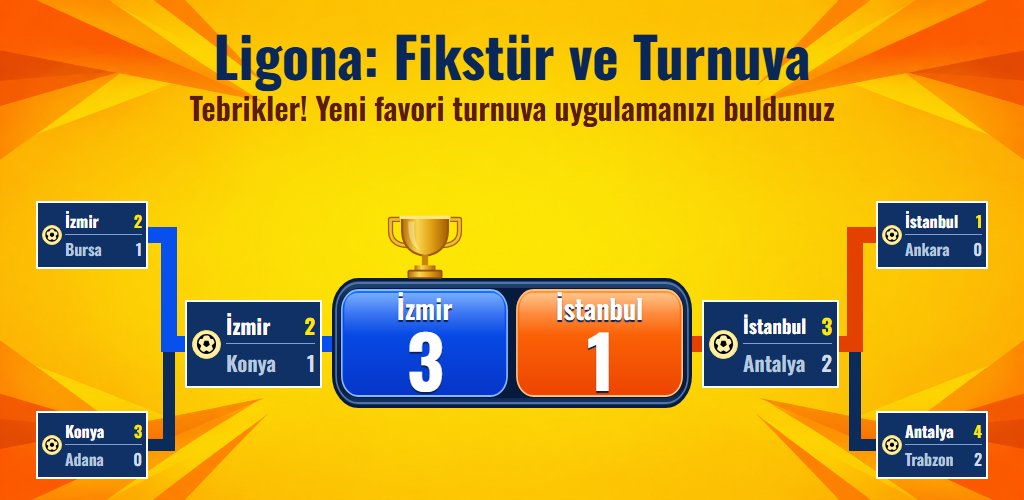 Ligona: Fikstür ve Turnuva
Tebrikler! Yeni favori turnuva uygulamanızı buldunuz
İzmir 2
Bursa 1
Konya 3
Adana 0
İzmir 2
Konya 1
İzmir
3
İstanbul
1
İstanbul 3
Antalya 2
İstanbul 1
Ankara 0
Antalya 4
Trabzon 2